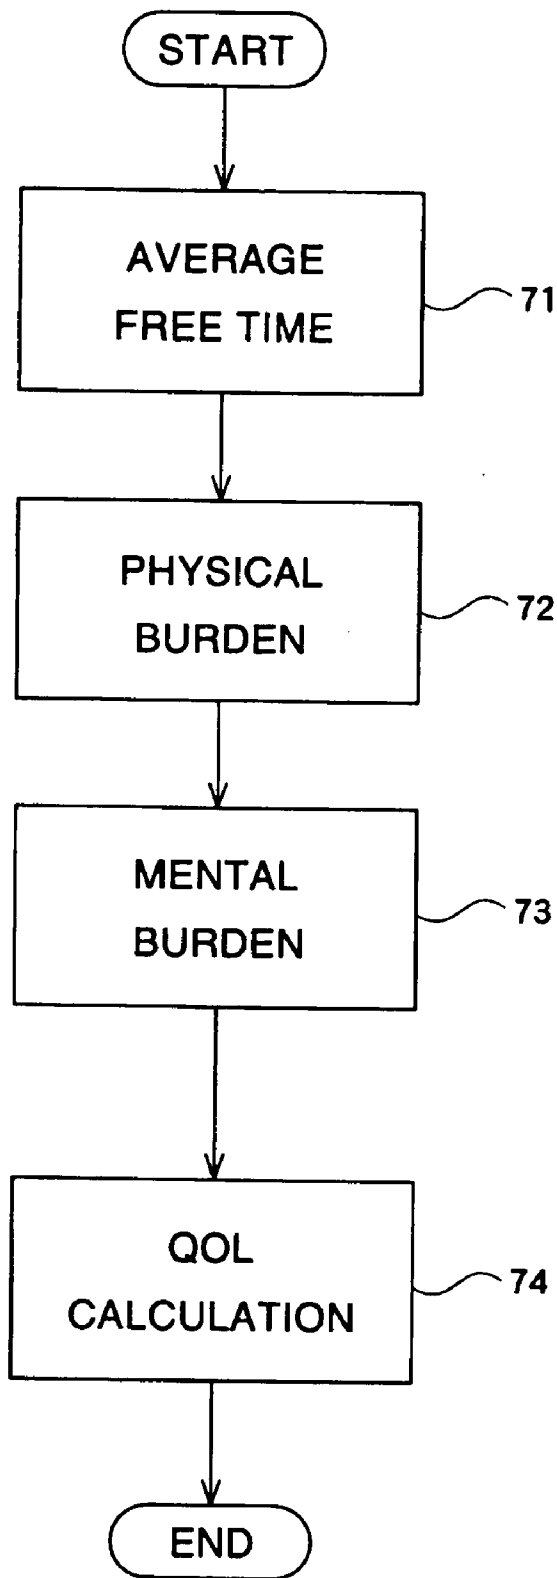 START
AVERAGE
FREE TIME
71
PHYSICAL
BURDEN
72
MENTAL
BURDEN
73
QOL
CALCULATION
74
END